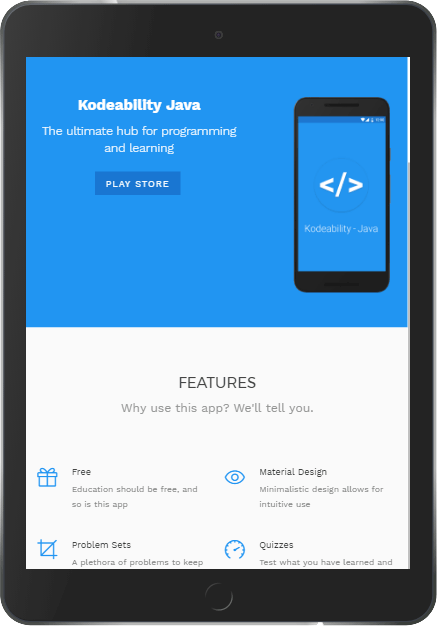 Kodeability Java
The ultimate hub for programming
and learning
PLAY STORE
</>
Kodeability - Java
FEATURES
Why use this app? We'll tell you.
Free
Education should be free, and
so is this app
Material Design
Minimalistic design allows for
intuitive use
Problem Sets
A plethora of problems to keep
Quizzes
Test what you have learned and